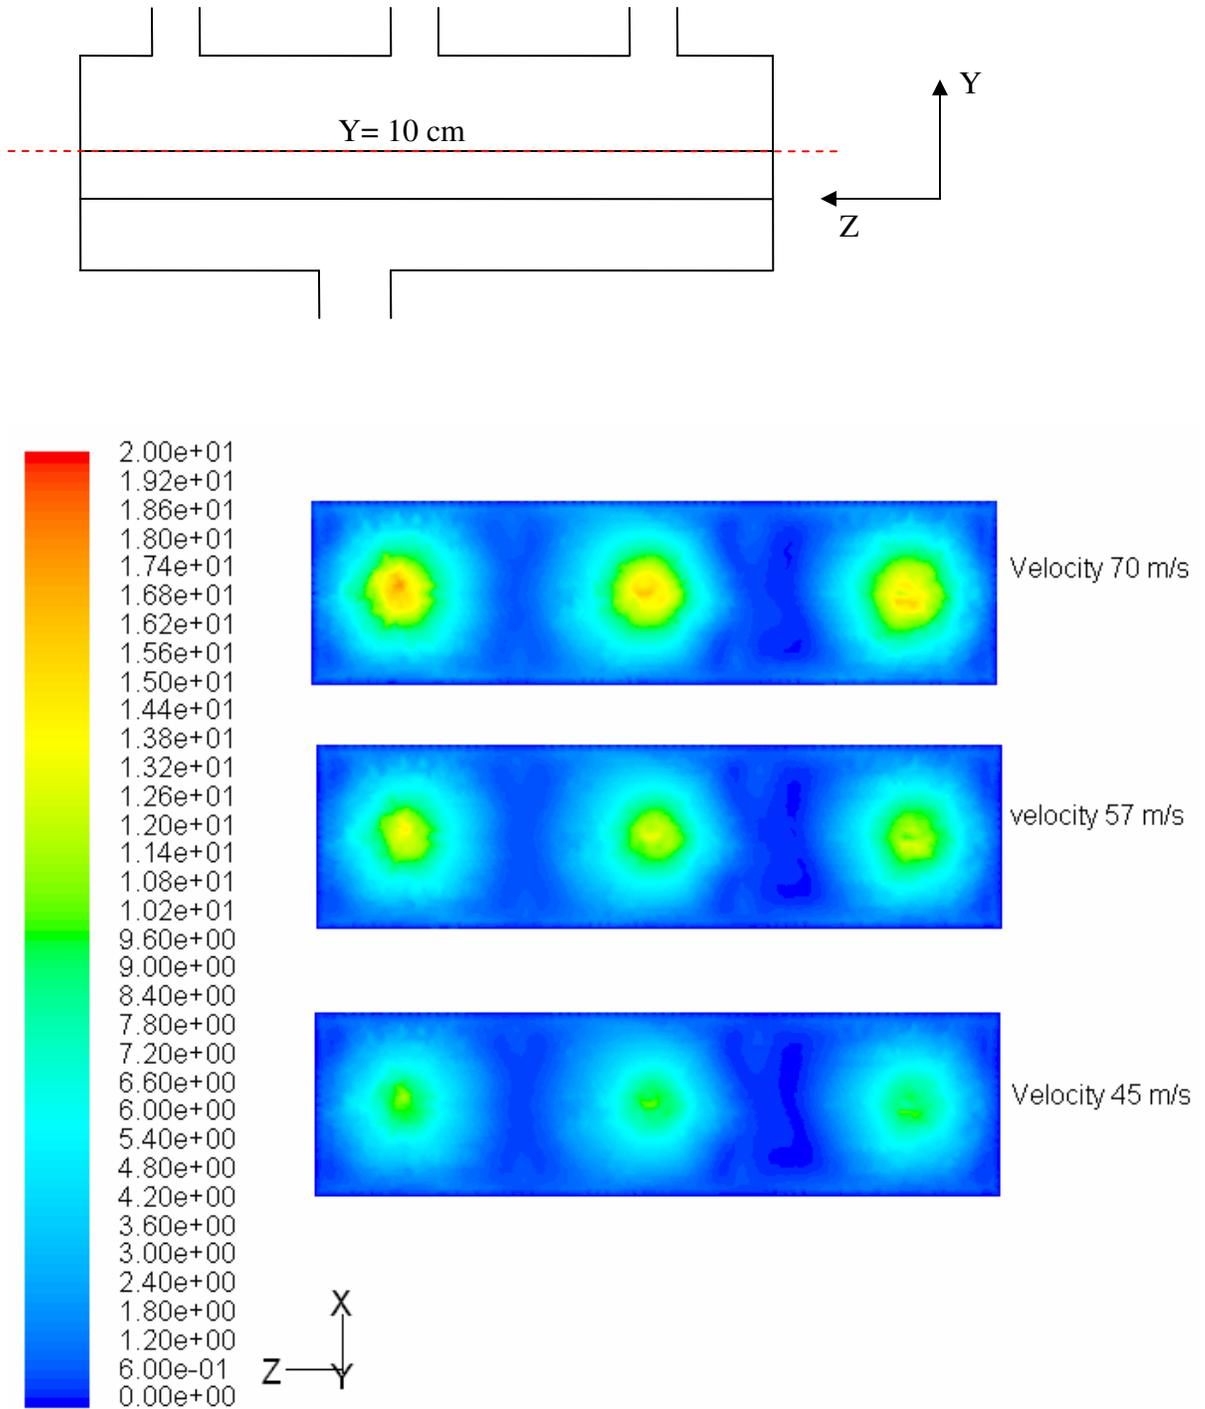 Y
Y= 10 cm
Z
2.00e+01
1.92e+01
1.86e+01
1.80e+01
1.74e+01
1.68e+01
1.62e+01
1.56e+01
1.50e+01
1.44e+01
1.38e+01
1.32e+01
1.26e+01
1.20e+01
1.14e+01
1.08e+01
1.02e+01
9.60e+00
9.00e+00
8.40e+00
7.80e+00
7.20e+00
6.60e+00
6.00e+00
5.40e+00
4.80e+00
4.20e+00
3.60e+00
3.00e+00
2.40e+00
1.80e+00
1.20e+00
6.00e-01
0.00e+00
Velocity 70 m/s
velocity 57 m/s
Velocity 45 m/s
X
Z
Y